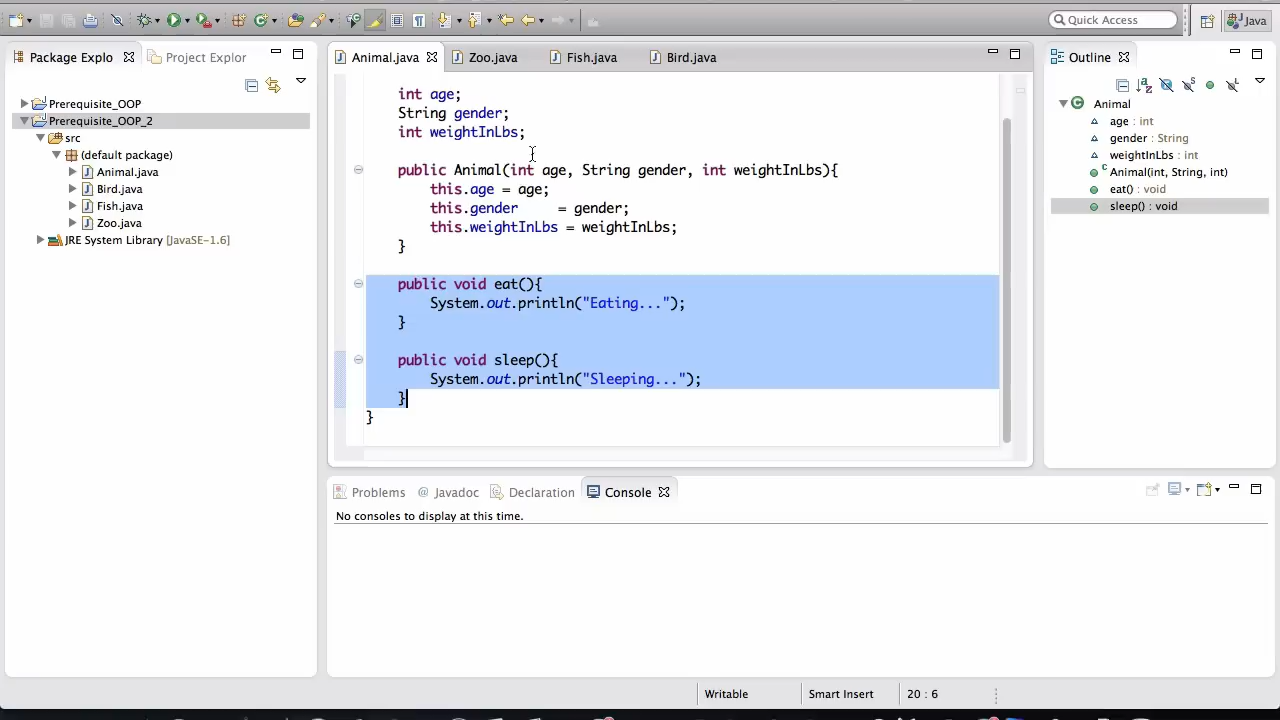 Quick Access
Java
Package Explo
Project Explor
Prerequisite_OOP
Prerequisite_OOP_2
src
(default package)
Animal.java
Bird.java
Fish.java
Zoo.java
JRE System Library [JavaSE-1.6]
Animal.java
Zoo.java
Fish.java
Bird.java
int age;
String gender;
int weightInLbs;
public Animal(int age, String gender, int weightInLbs){
this.age = age;
this.gender = gender;
this.weightInLbs = weightInLbs;
}
public void eat(){
System.out.println("Eating...");
}
public void sleep(){
System.out.println("Sleeping...");
}
}
Outline
Animal
age : int
gender : String
weightInLbs : int
Animal(int, String, int)
eat() : void
sleep() : void
Problems
Javadoc
Declaration
Console
No consoles to display at this time.
Writable
Smart Insert
20 : 6